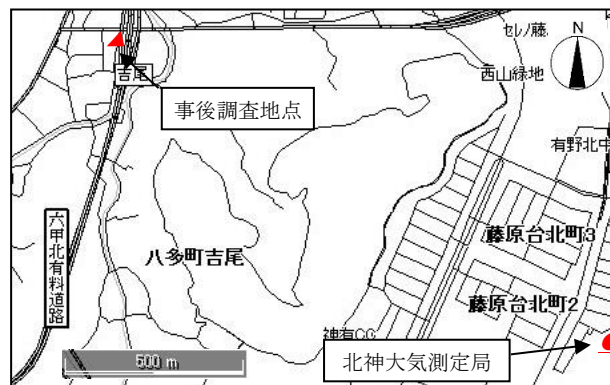 セレノ藤
N
西山緑地
吉尾
事後調査地点
有野北中
六甲北有料道路
八多町吉尾
藤原台北町3
藤原台北町2
神有CC
500 m
北神大気測定局